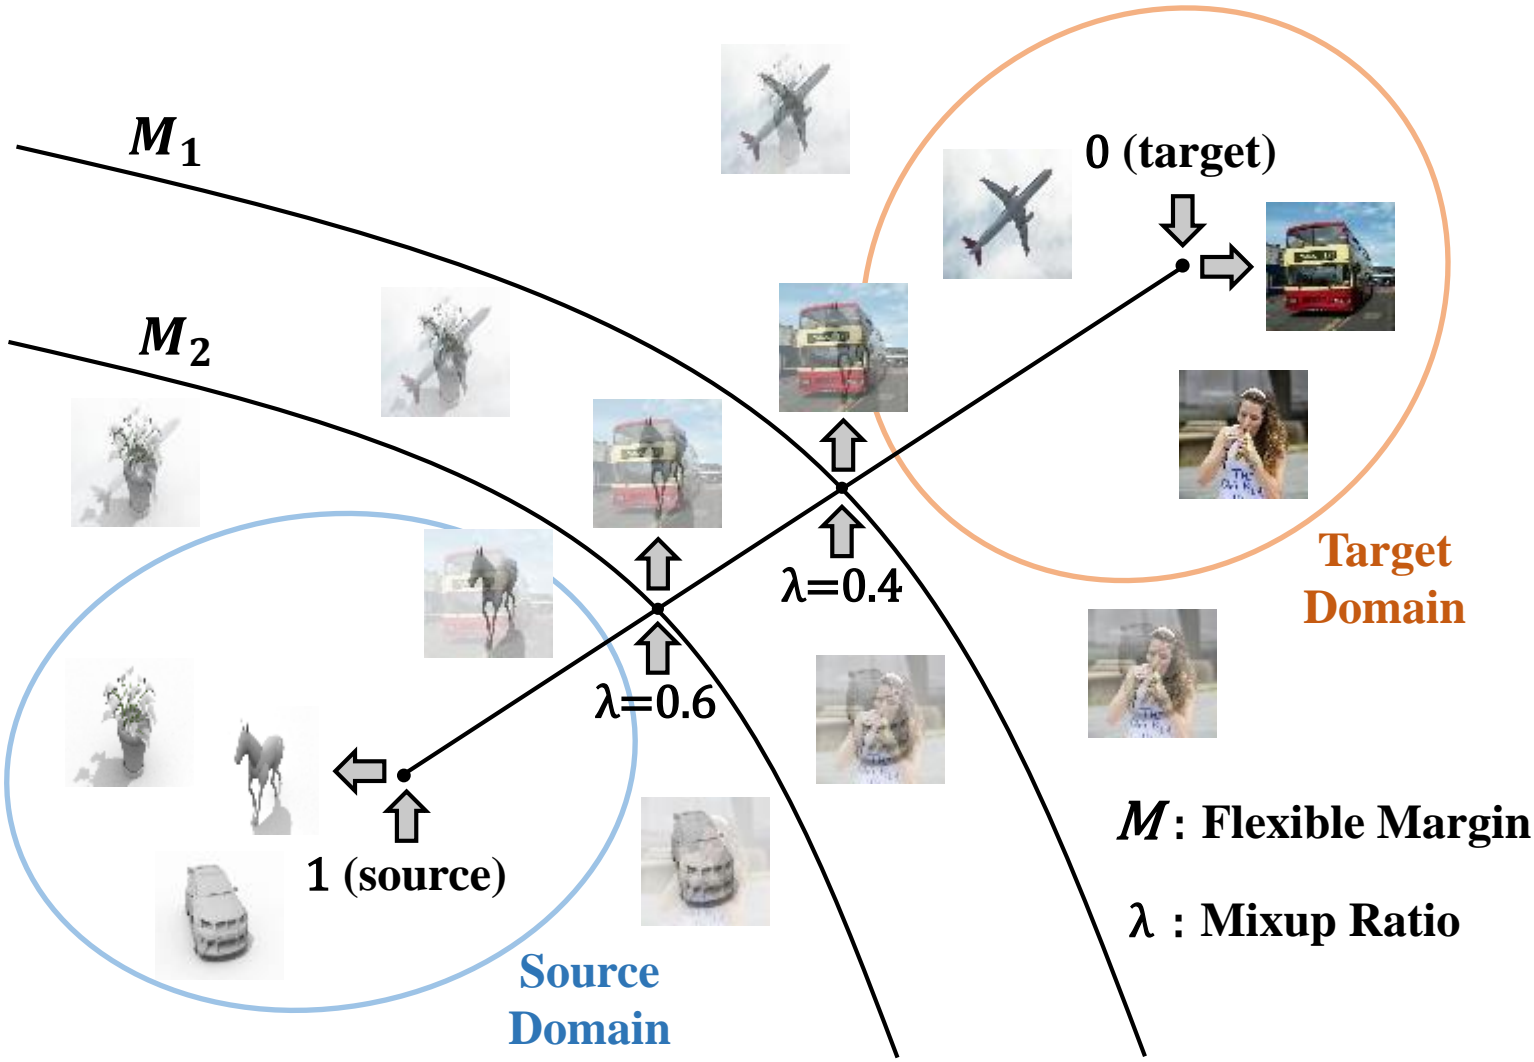 M₁
0 (target)
M₂
Target
Domain
λ=0.4
λ=0.6
M : Flexible Margin
1 (source)
λ : Mixup Ratio
Source
Domain